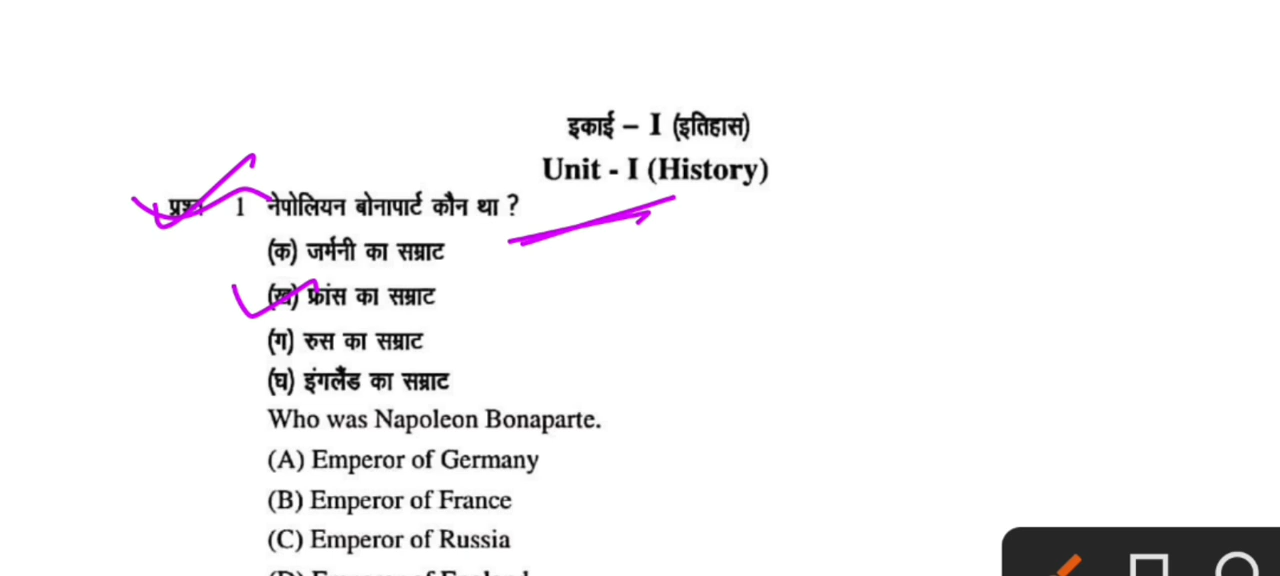 इकाई – I (इतिहास)
Unit - I (History)
प्रश्न 1 नेपोलियन बोनापार्ट कौन था ?
(क) जर्मनी का सम्राट
(ख) फ्रांस का सम्राट
(ग) रुस का सम्राट
(घ) इंगलैंड का सम्राट
Who was Napoleon Bonaparte.
(A) Emperor of Germany
(B) Emperor of France
(C) Emperor of Russia